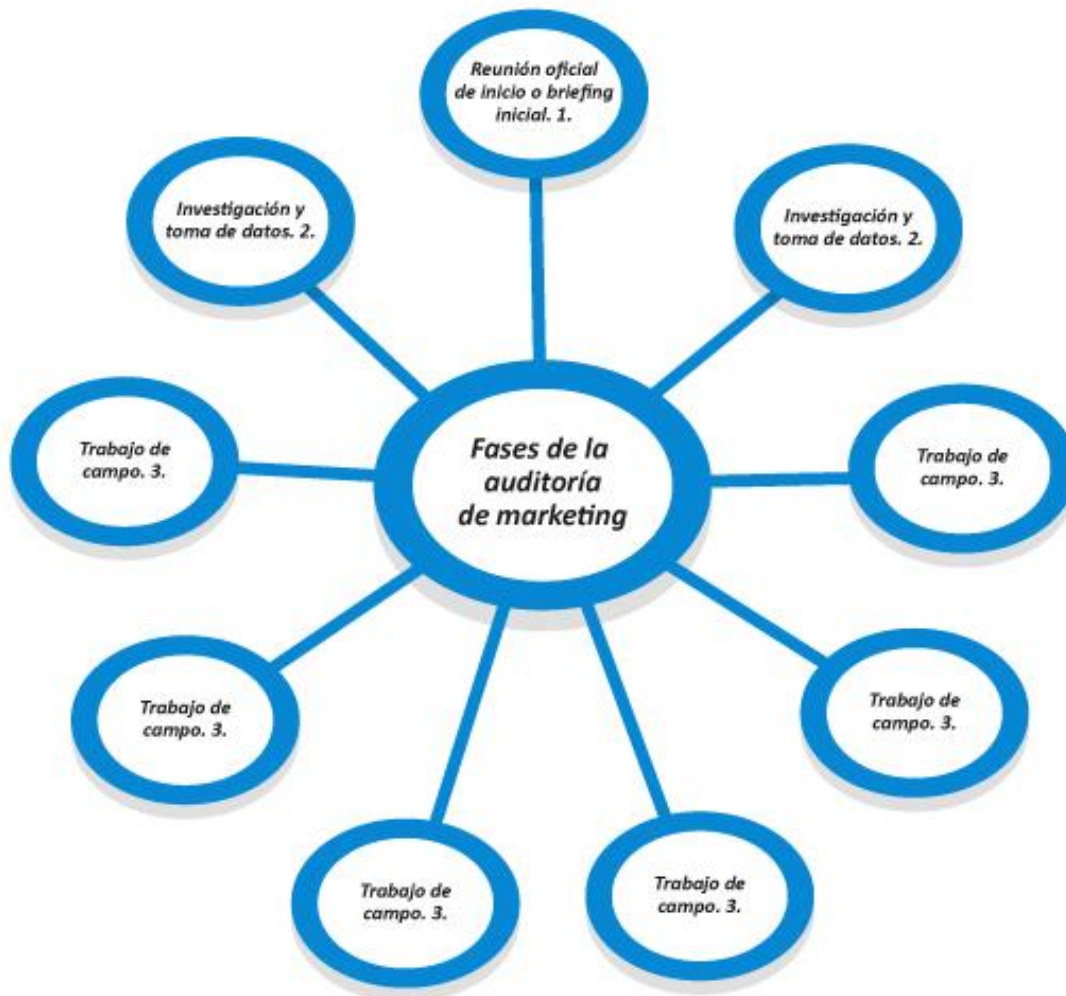 Reunión oficial
de inicio o briefing
inicial. 1.
Investigación y
toma de datos. 2.
Investigación y
toma de datos. 2.
Trabajo de
campo. 3.
Fases de la
auditoría
de marketing
Trabajo de
campo. 3.
Trabajo de
campo. 3.
Trabajo de
campo. 3.
Trabajo de
campo. 3.
Trabajo de
campo. 3.